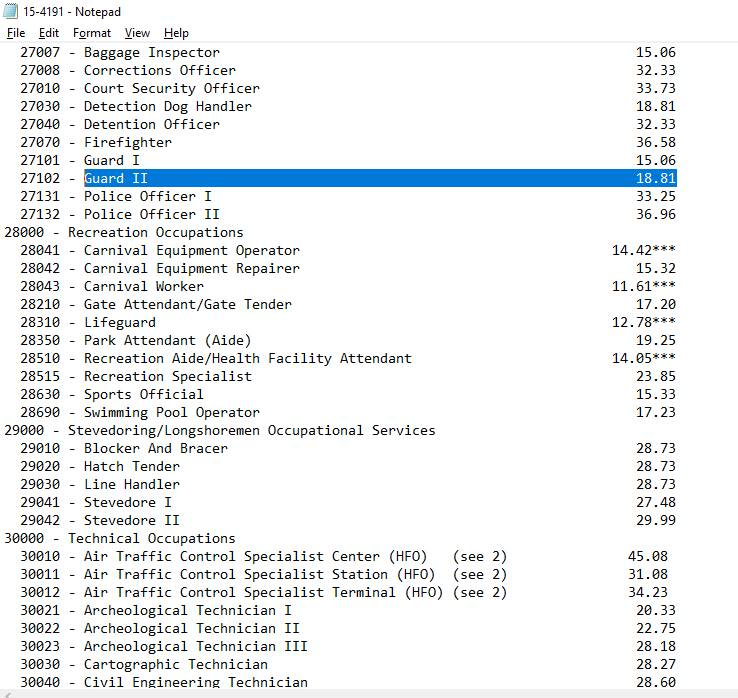 15-4191 - Notepad
File Edit Format View Help
27007 - Baggage Inspector 15.06
27008 - Corrections Officer 32.33
27010 - Court Security Officer 33.73
27030 - Detection Dog Handler 18.81
27040 - Detention Officer 32.33
27070 - Firefighter 36.58
27101 - Guard I 15.06
27102 - Guard II 18.81
27131 - Police Officer I 33.25
27132 - Police Officer II 36.96
28000 - Recreation Occupations
28041 - Carnival Equipment Operator 14.42***
28042 - Carnival Equipment Repairer 15.32
28043 - Carnival Worker 11.61***
28210 - Gate Attendant/Gate Tender 17.20
28310 - Lifeguard 12.78***
28350 - Park Attendant (Aide) 19.25
28510 - Recreation Aide/Health Facility Attendant 14.05***
28515 - Recreation Specialist 23.85
28630 - Sports Official 15.33
28690 - Swimming Pool Operator 17.23
29000 - Stevedoring/Longshoremen Occupational Services
29010 - Blocker And Bracer 28.73
29020 - Hatch Tender 28.73
29030 - Line Handler 28.73
29041 - Stevedore I 27.48
29042 - Stevedore II 29.99
30000 - Technical Occupations
30010 - Air Traffic Control Specialist Center (HFO) (see 2) 45.08
30011 - Air Traffic Control Specialist Station (HFO) (see 2) 31.08
30012 - Air Traffic Control Specialist Terminal (HFO) (see 2) 34.23
30021 - Archeological Technician I 20.33
30022 - Archeological Technician II 22.75
30023 - Archeological Technician III 28.18
30030 - Cartographic Technician 28.27
30040 - Civil Engineering Technician 28.60